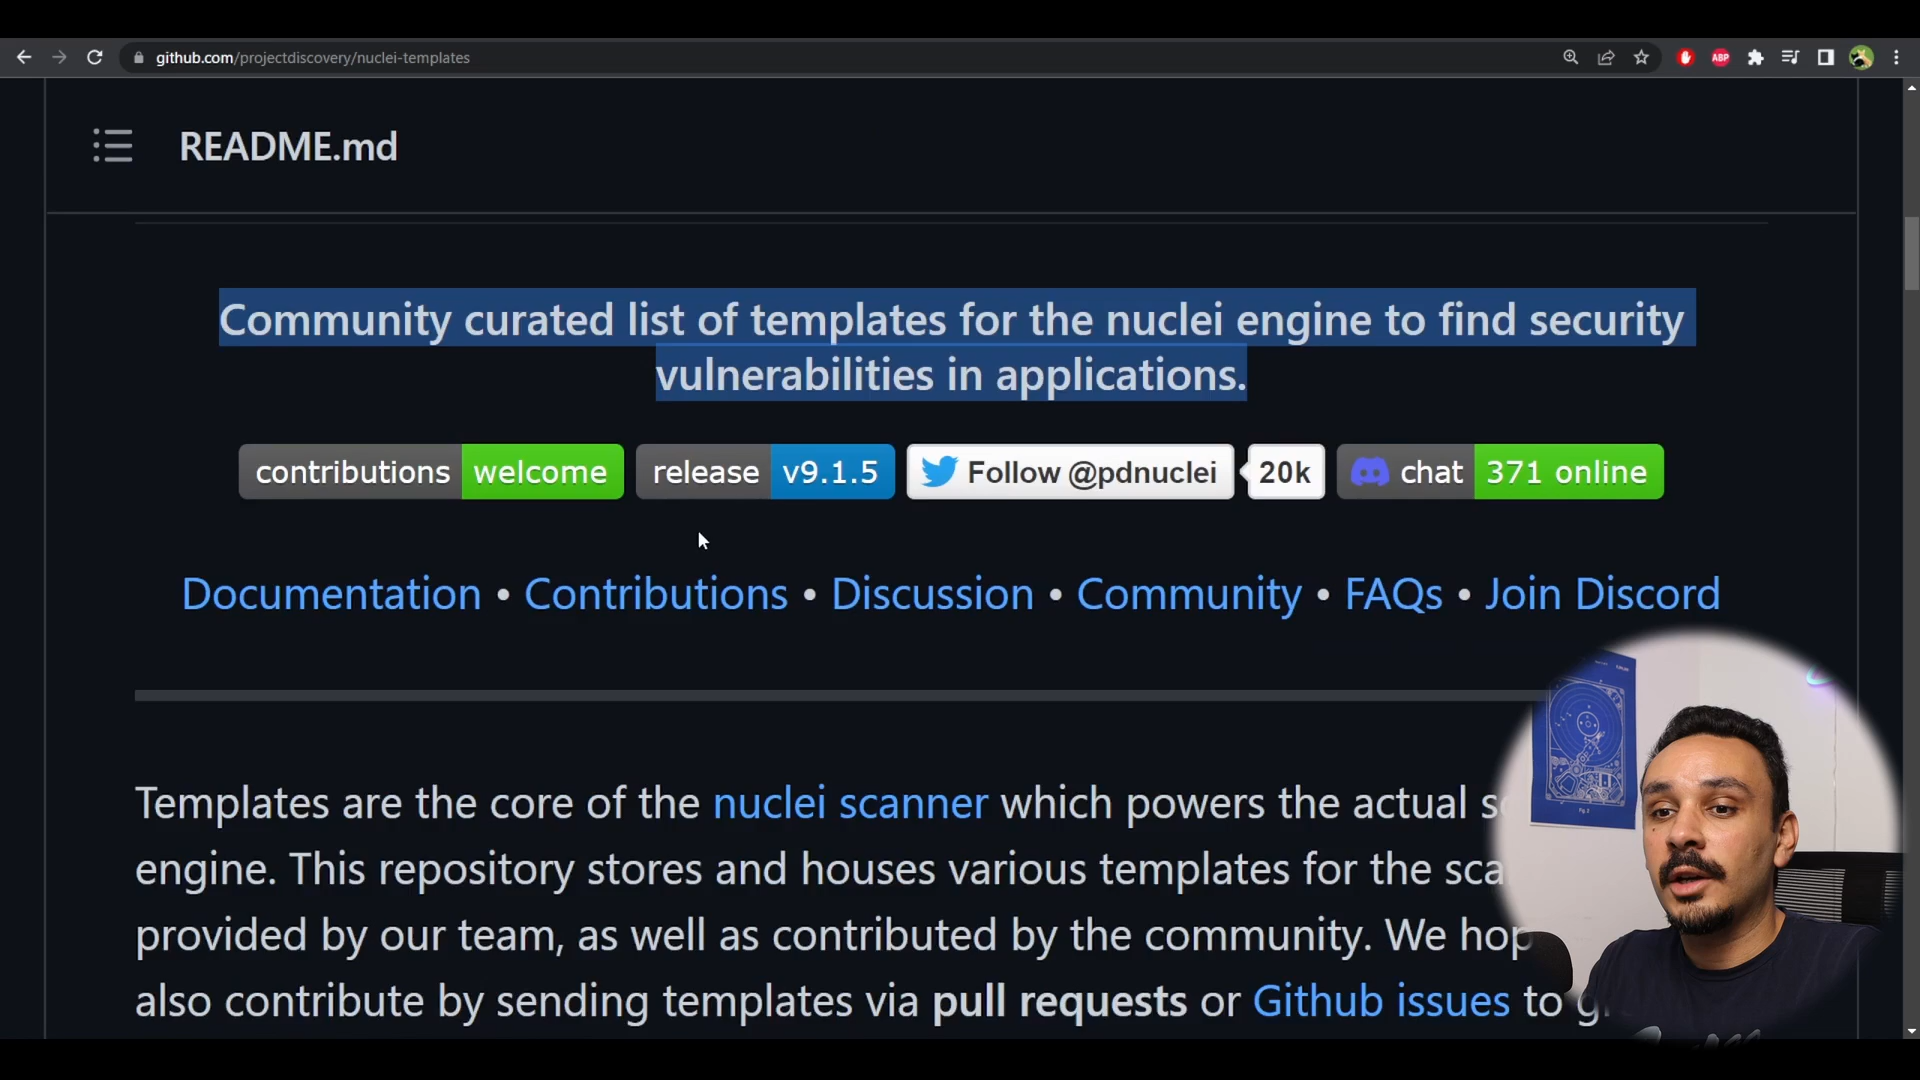 github.com/projectdiscovery/nuclei-templates
ABP
README.md
Community curated list of templates for the nuclei engine to find security
vulnerabilities in applications.
contributions welcome release v9.1.5 Follow @pdnuclei 20k chat 371 online
Documentation • Contributions • Discussion • Community • FAQs • Join Discord
Templates are the core of the nuclei scanner which powers the actual
engine. This repository stores and houses various templates for the
provided by our team, as well as contributed by the community. We
also contribute by sending templates via pull requests or Github issues to